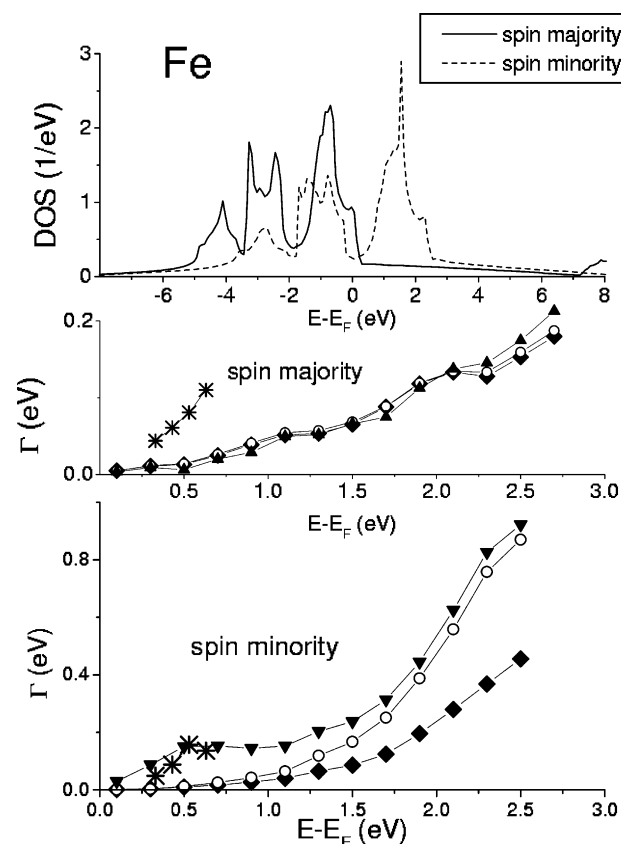 spin majority
spin minority
Fe
DOS (1/eV)
3
2
1
0
-6 -4 -2 0 2 4 6 8
E-E_F (eV)
0.2
0.0
Γ (eV)
spin majority
0.5 1.0 1.5 2.0 2.5 3.0
E-E_F (eV)
0.8
0.4
0.0
Γ (eV)
spin minority
0.0 0.5 1.0 1.5 2.0 2.5 3.0
E-E_F (eV)